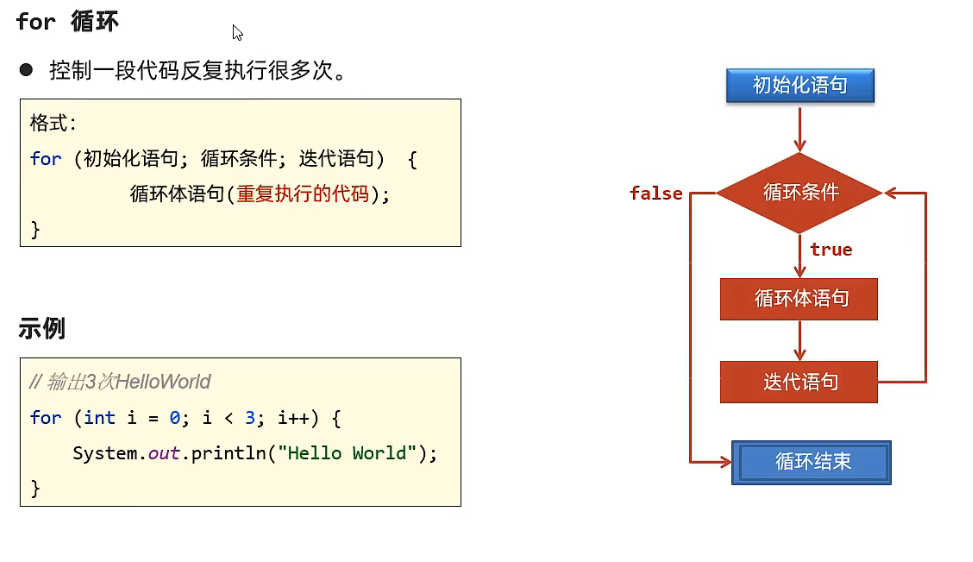 for 循环
● 控制一段代码反复执行很多次。
格式：
for (初始化语句; 循环条件; 迭代语句) {
循环体语句(重复执行的代码);
}
示例
// 输出3次HelloWorld
for (int i = 0; i < 3; i++) {
System.out.println("Hello World");
}
初始化语句
循环条件
false
true
循环体语句
迭代语句
循环结束